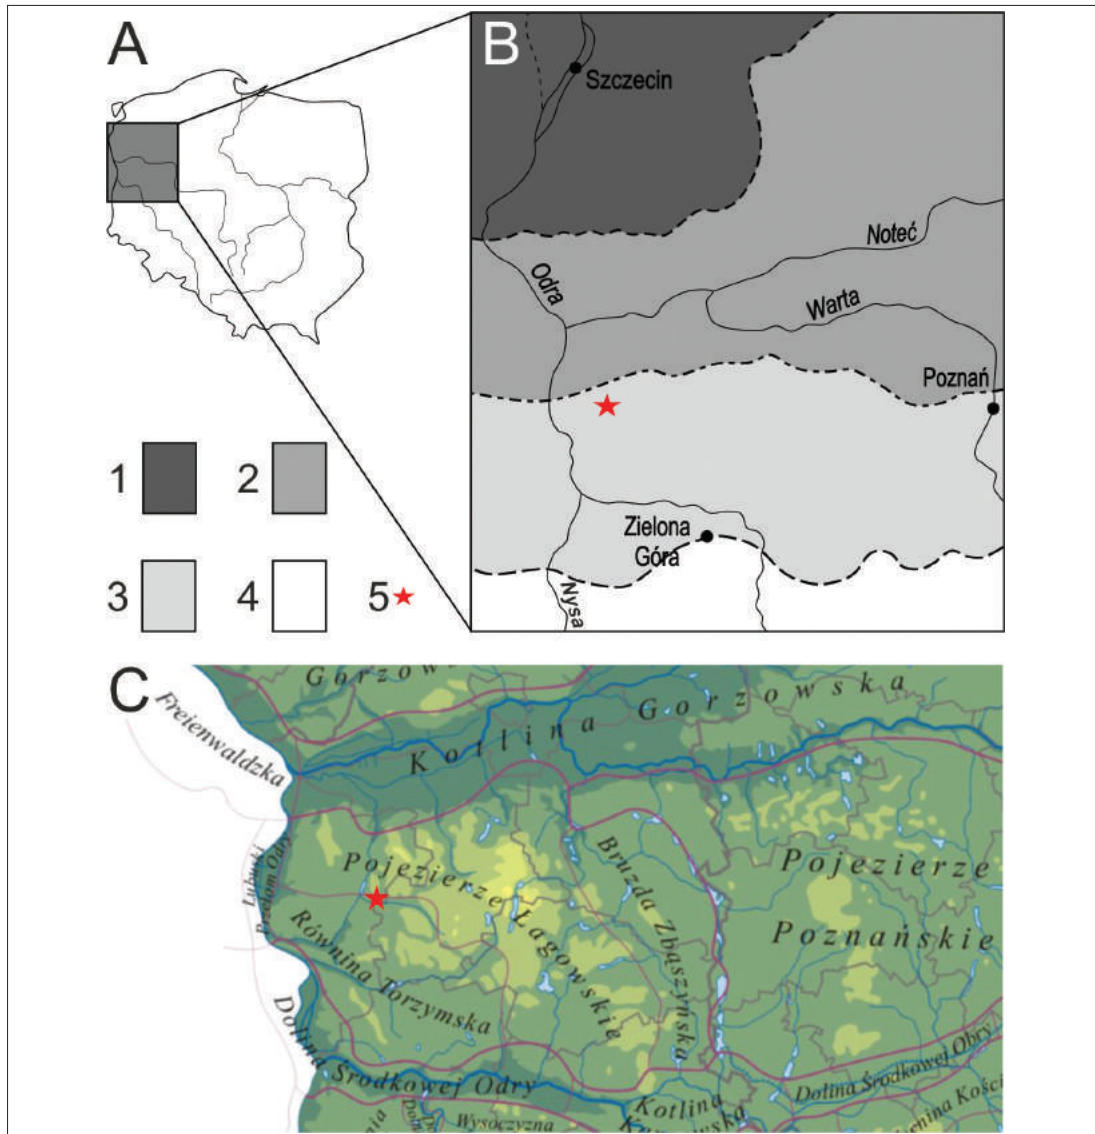 A
B
Szczecin
Noteć
Odra
Warta
Poznań
Zielona
Góra
Nysa
1
2
3
4
5
C
Gorzow
Freienwaldzka
Kotlina Gorzowska
Lubuski
Przełom Odry
Pojezierze Łagowskie
Bruzda Zbąszyńska
Pojezierze
Poznańskie
Równina Torzymska
Dolina Środkowej Odry
Dolina Środkowej Obry
Kotlina
Wysoczyzna